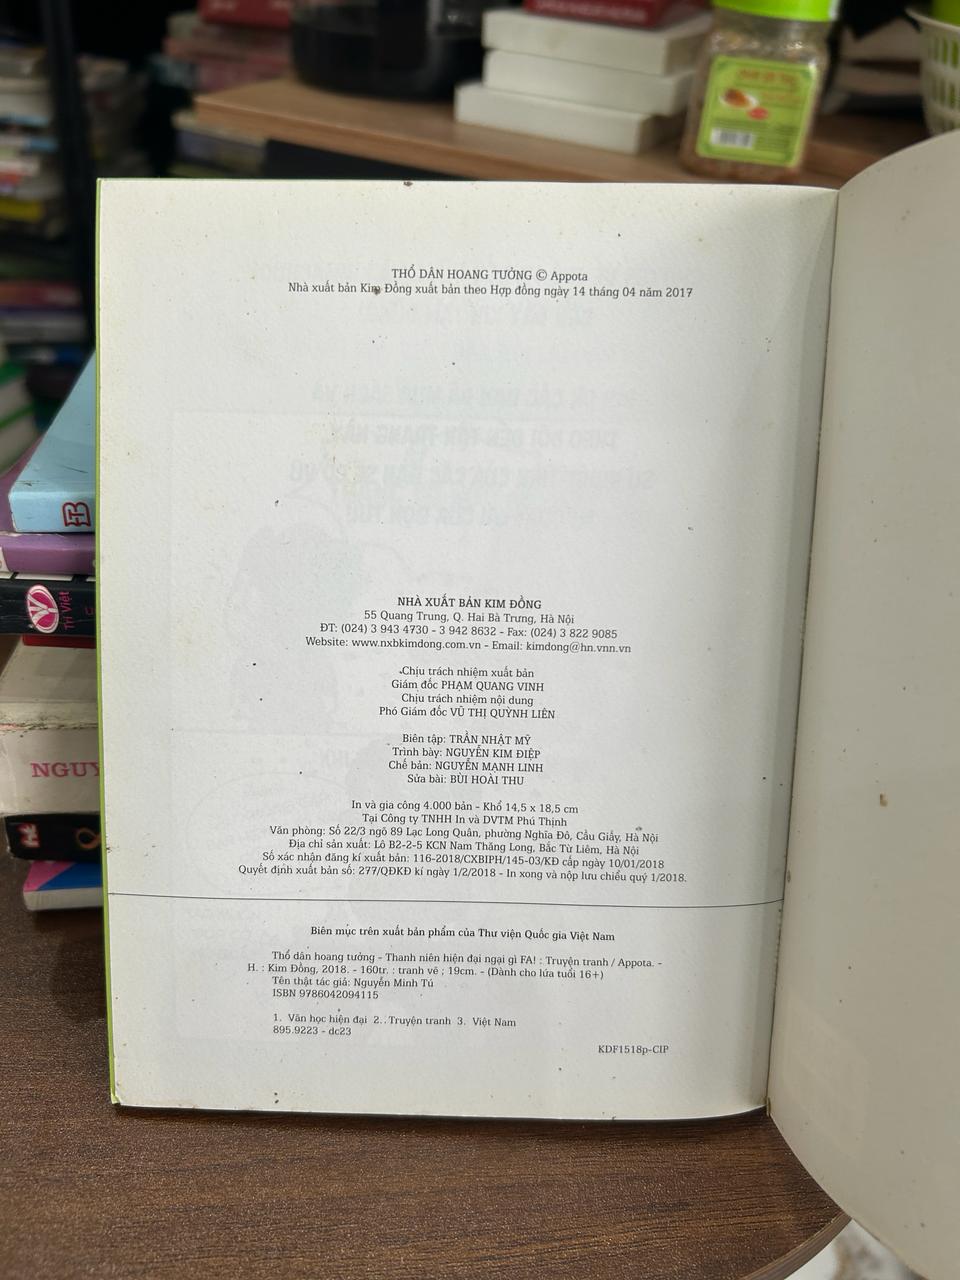 THỔ DÂN HOANG TƯỞNG © Appota
Nhà xuất bản Kim Đồng xuất bản theo Hợp đồng ngày 14 tháng 04 năm 2017
NHÀ XUẤT BẢN KIM ĐỒNG
55 Quang Trung, Q. Hai Bà Trưng, Hà Nội
ĐT: (024) 3 943 4730 - 3 942 8632 - Fax: (024) 3 822 9085
Website: www.nxbkimdong.com.vn - Email: kimdong@hn.vnn.vn
Chịu trách nhiệm xuất bản
Giám đốc PHẠM QUANG VINH
Chịu trách nhiệm nội dung
Phó Giám đốc VŨ THỊ QUỲNH LIÊN
Biên tập: TRẦN NHẬT MỸ
Trình bày: NGUYỄN KIM ĐIỆP
Chế bản: NGUYỄN MẠNH LINH
Sửa bài: BÙI HOÀI THU
In và gia công 4.000 bản - Khổ 14,5 x 18,5 cm
Tại Công ty TNHH In và DVTM Phú Thịnh
Văn phòng: Số 22/3 ngõ 89 Lạc Long Quân, phường Nghĩa Đô, Cầu Giấy, Hà Nội
Địa chỉ sản xuất: Lô B2-2-5 KCN Nam Thăng Long, Bắc Từ Liêm, Hà Nội
Số xác nhận đăng kí xuất bản: 116-2018/CXBIPH/145-03/KĐ cấp ngày 10/01/2018
Quyết định xuất bản số: 277/QĐKĐ kí ngày 1/2/2018 - In xong và nộp lưu chiểu quý 1/2018.
Biên mục trên xuất bản phẩm của Thư viện Quốc gia Việt Nam
Thổ dân hoang tưởng - Thanh niên hiện đại ngại gì FA! : Truyện tranh / Appota. -
H. : Kim Đồng, 2018. - 160tr. : tranh vẽ ; 19cm. - (Dành cho lứa tuổi 16+)
Tên thật tác giả: Nguyễn Minh Tú
ISBN 9786042094115
1. Văn học hiện đại 2. Truyện tranh 3. Việt Nam
895.9223 - dc23
KDF1518p-CIP
Trí Việt
NGUY